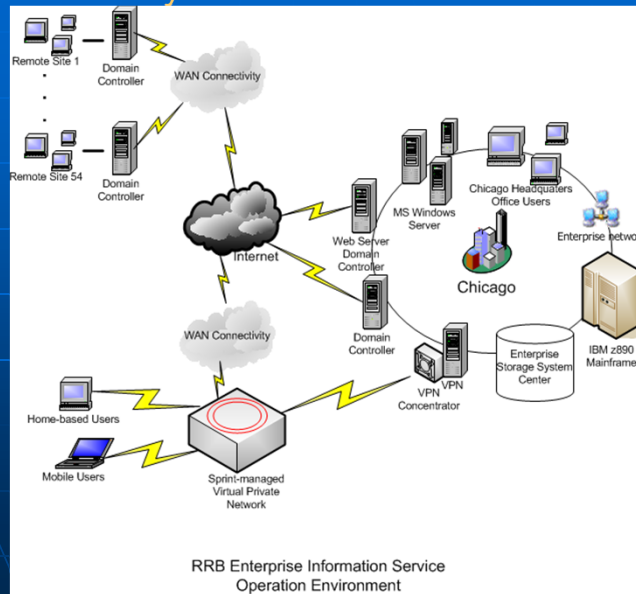 Remote Site 1
Domain
Controller
WAN Connectivity
Remote Site 54
Domain
Controller
Internet
Web Server
Domain
Controller
MS Windows
Server
Chicago Headquaters
Office Users
Enterprise netwo
Chicago
IBM z890
Mainframe
Domain
Controller
WAN Connectivity
Enterprise
Storage System
Center
VPN
VPN
Concentrator
Home-based Users
Mobile Users
Sprint-managed
Virtual Private
Network
RRB Enterprise Information Service
Operation Environment